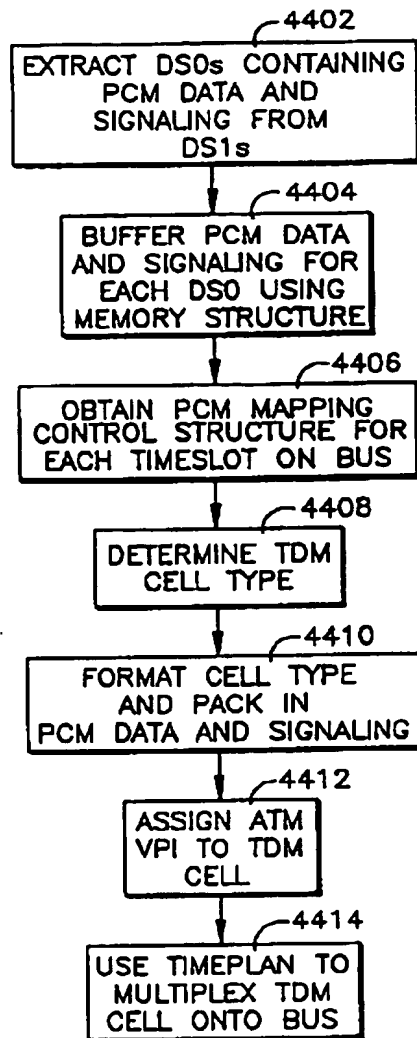 4402
EXTRACT DS0s CONTAINING
PCM DATA AND
SIGNALING FROM
DS1s
4404
BUFFER PCM DATA
AND SIGNALING FOR
EACH DS0 USING
MEMORY STRUCTURE
4406
OBTAIN PCM MAPPING
CONTROL STRUCTURE FOR
EACH TIMESLOT ON BUS
4408
DETERMINE TDM
CELL TYPE
4410
FORMAT CELL TYPE
AND PACK IN
PCM DATA AND SIGNALING
4412
ASSIGN ATM
VPI TO TDM
CELL
4414
USE TIMEPLAN TO
MULTIPLEX TDM
CELL ONTO BUS